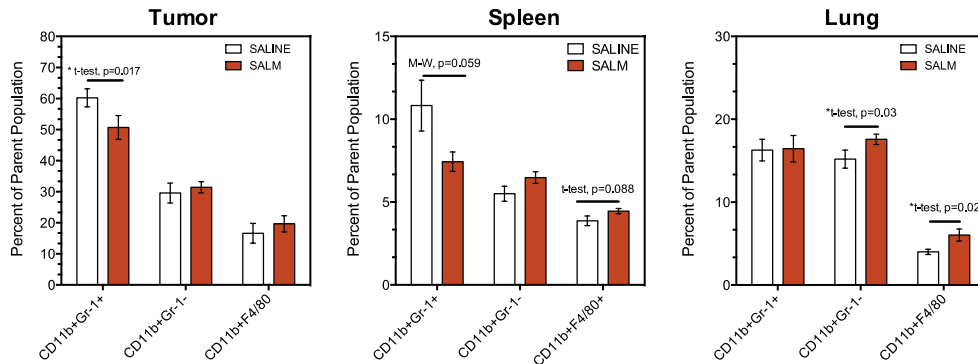 Tumor
Percent of Parent Population
80
70
60
50
40
30
20
10
0
SALINE
SALM
* t-test, p=0.017
CD11b+Gr-1+
CD11b+Gr-1-
CD11b+F4/80
Spleen
Percent of Parent Population
15
10
5
0
SALINE
SALM
M-W, p=0.059
t-test, p=0.088
CD11b+Gr-1+
CD11b+Gr-1-
CD11b+F4/80+
Lung
Percent of Parent Population
30
20
10
0
SALINE
SALM
*t-test, p=0.03
*t-test, p=0.02
CD11b+Gr-1+
CD11b+Gr-1-
CD11b+F4/80